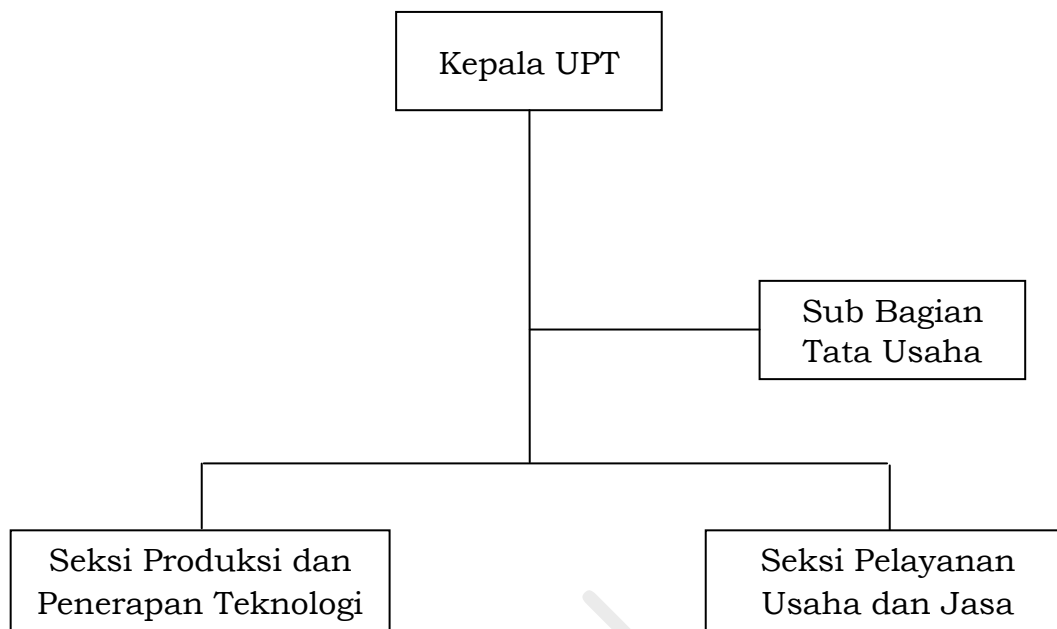 Kepala UPT
Sub Bagian
Tata Usaha
Seksi Produksi dan
Penerapan Teknologi
Seksi Pelayanan
Usaha dan Jasa